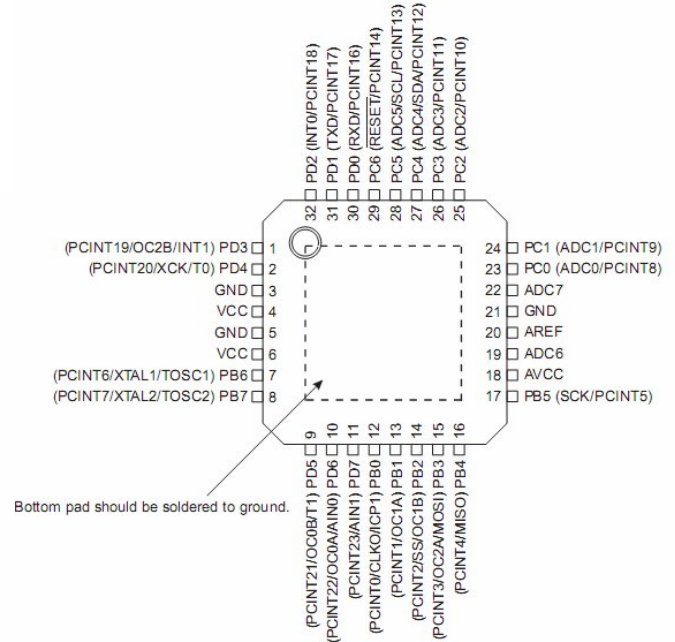 PD2 (INT0/PCINT18)
PD1 (TXD/PCINT17)
PD0 (RXD/PCINT16)
PC6 (RESET/PCINT14)
PC5 (ADC5/SCL/PCINT13)
PC4 (ADC4/SDA/PCINT12)
PC3 (ADC3/PCINT11)
PC2 (ADC2/PCINT10)
32 31 30 29 28 27 26 25
(PCINT19/OC2B/INT1) PD3 1
(PCINT20/XCK/T0) PD4 2
GND 3
VCC 4
GND 5
VCC 6
(PCINT6/XTAL1/TOSC1) PB6 7
(PCINT7/XTAL2/TOSC2) PB7 8
24 PC1 (ADC1/PCINT9)
23 PC0 (ADC0/PCINT8)
22 ADC7
21 GND
20 AREF
19 ADC6
18 AVCC
17 PB5 (SCK/PCINT5)
9 10 11 12 13 14 15 16
Bottom pad should be soldered to ground.
(PCINT21/OC0B/T1) PD5
(PCINT22/OC0A/AIN0) PD6
(PCINT23/AIN1) PD7
(PCINT0/CLKO/ICP1) PB0
(PCINT1/OC1A) PB1
(PCINT2/SS/OC1B) PB2
(PCINT3/OC2A/MOSI) PB3
(PCINT4/MISO) PB4